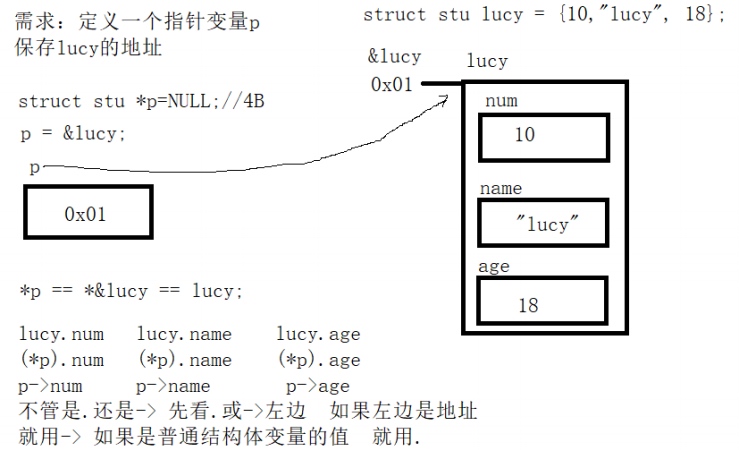 需求：定义一个指针变量p
保存lucy的地址
struct stu *p=NULL;//4B
p = &lucy;
p
0x01
struct stu lucy = {10,"lucy", 18};
&lucy
0x01
lucy
num
10
name
"lucy"
age
18
*p == *&lucy == lucy;
lucy.num lucy.name lucy.age
(*p).num (*p).name (*p).age
p->num p->name p->age
不管是.还是-> 先看.或->左边 如果左边是地址
就用-> 如果是普通结构体变量的值 就用.